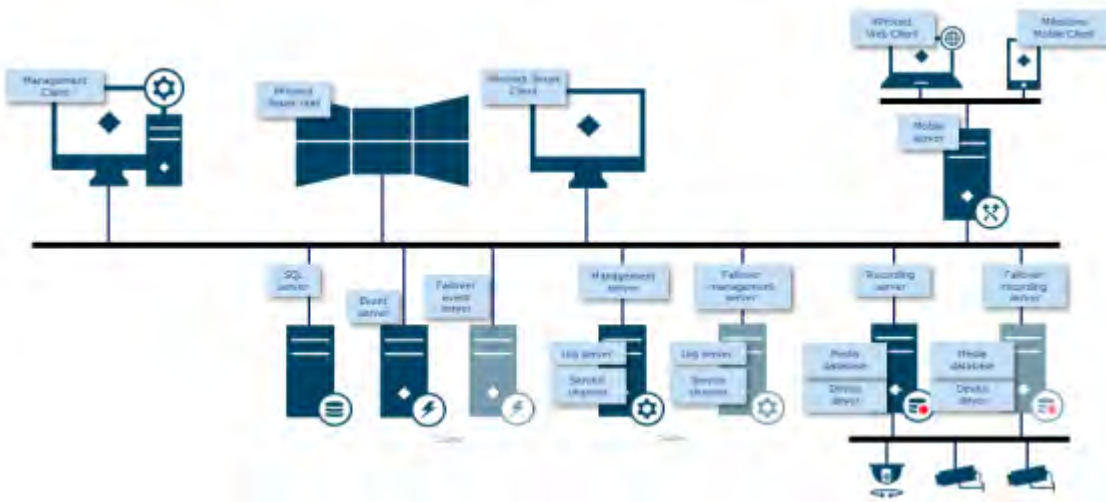 XProtect
Web Client
Milestone
Mobile Client
Management
Client
XProtect
Smart Wall
XProtect Smart
Client
Mobile
server
SQL
server
Event
server
Failover
event
server
Management
server
Failover
management
server
Recording
server
Failover
recording
server
Log server
Service
channel
Log server
Service
channel
Media
database
Device
driver
Media
database
Device
driver